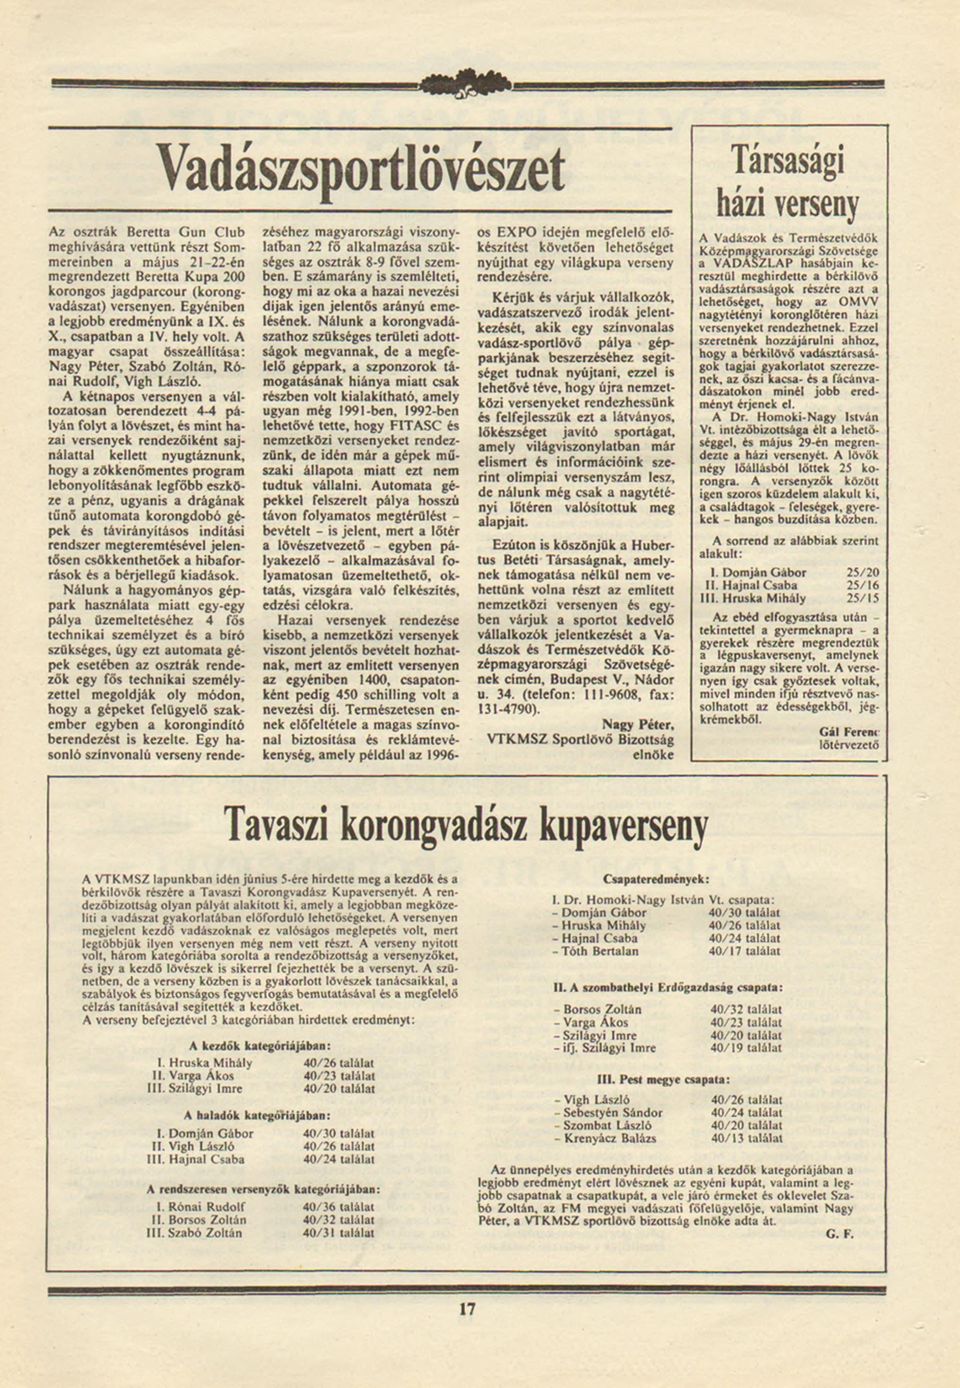 Vadászsportlövészet
Az osztrák Beretta Gun Club
meghívására vettünk részt Som-
mereinben a május 21-22-én
megrendezett Beretta Kupa 200
korongos jagdparcour (korong-
vadászat) versenyen. Egyéniben
a legjobb eredményünk a IX. és
X., csapatban a IV. hely volt. A
magyar csapat összeállítása:
Nagy Péter, Szabó Zoltán, Ró-
nai Rudolf, Vigh László.
A kétnapos versenyen a vál-
tozatosan berendezett 4-4 pá-
lyán folyt a lövészet, és mint ha-
zai versenyek rendezőiként saj-
nálattal kellett nyugtáznunk,
hogy a zökkenőmentes program
lebonyolításának legfőbb eszkö-
ze a pénz, ugyanis a drágának
tűnő automata korongdobó gé-
pek és távirányításos indítási
rendszer megteremtésével jelen-
tősen csökkenthetőek a hibafor-
rások és a bérjellegű kiadások.
Nálunk a hagyományos gép-
park használata miatt egy-egy
pálya üzemeltetéséhez 4 fős
technikai személyzet és a bíró
szükséges, úgy ezt automata gé-
pek esetében az osztrák rende-
zők egy fős technikai személy-
zettel megoldják oly módon,
hogy a gépeket felügyelő szak-
ember egyben a korongindító
berendezést is kezelte. Egy ha-
sonló színvonalú verseny rende-
zéséhez magyarországi viszony-
latban 22 fő alkalmazása szük-
séges az osztrák 8-9 fővel szem-
ben. E számarány is szemlélteti,
hogy mi az oka a hazai nevezési
díjak igen jelentős arányú eme-
lésének. Nálunk a korongvadá-
szathoz szükséges területi adott-
ságok megvannak, de a megfe-
lelő géppark, a szponzorok tá-
mogatásának hiánya miatt csak
részben volt kialakítható, amely
ugyan még 1991-ben, 1992-ben
lehetővé tette, hogy FITASC és
nemzetközi versenyeket rendez-
zünk, de idén már a gépek mű-
szaki állapota miatt ezt nem
tudtuk vállalni. Automata gé-
pekkel felszerelt pálya hosszú
távon folyamatos megtérülést –
bevételt – is jelent, mert a lőtér
a lövészetvezető – egyben pá-
lyakezelő – alkalmazásával fo-
lyamatosan üzemeltethető, ok-
tatás, vizsgára való felkészítés,
edzési célokra.
Hazai versenyek rendezése
kisebb, a nemzetközi versenyek
viszont jelentős bevételt hozhat-
nak, mert az említett versenyen
az egyéniben 1400, csapaton-
ként pedig 450 schilling volt a
nevezési díj. Természetesen en-
nek előfeltétele a magas színvo-
nal biztosítása és reklámtevé-
kenység, amely például az 1996-
os EXPO idején megfelelő elő-
készítést követően lehetőséget
nyújthat egy világkupa verseny
rendezésére.
Kérjük és várjuk vállalkozók,
vadászatszervező irodák jelent-
kezését, akik egy színvonalas
vadász-sportlövő pálya gép-
parkjának beszerzéséhez segít-
séget tudnak nyújtani, ezzel is
lehetővé téve, hogy újra nemzet-
közi versenyeket rendezhessünk
és felfejlesszük ezt a látványos,
lőkészséget javító sportágat,
amely világviszonylatban már
elismert és információink sze-
rint olimpiai versenyszám lesz,
de nálunk még csak a nagytété-
nyi lőtéren valósítottuk meg
alapjait.
Ezúton is köszönjük a Huber-
tus Betéti Társaságnak, amely-
nek támogatása nélkül nem ve-
hettünk volna részt az említett
nemzetközi versenyen és egy-
ben várjuk a sportot kedvelő
vállalkozók jelentkezését a Va-
dászok és Természetvédők Kö-
zépmagyarországi Szövetségé-
nek címén, Budapest V., Nádor
u. 34. (telefon: 111-9608, fax:
131-4790).
Nagy Péter,
VTKMSZ Sportlövő Bizottság
elnöke
Társasági
házi verseny
A Vadászok és Természetvédők
Középmagyarországi Szövetsége
a VADÁSZLAP hasábjain ke-
resztül meghirdette a bérkilövő
vadásztársaságok részére azt a
lehetőséget, hogy az OMVV
nagytétényi koronglőtéren házi
versenyeket rendezhetnek. Ezzel
szeretnénk hozzájárulni ahhoz,
hogy a bérkilövő vadásztársasá-
gok tagjai gyakorlatot szerezze-
nek, az őszi kacsa- és a fácánva-
dászatokon minél jobb ered-
ményt érjenek el.
A Dr. Homoki-Nagy István
Vt. intézőbizottsága élt a lehető-
séggel, és május 29-én megren-
dezte a házi versenyét. A lövők
négy lőállásból lőttek 25 ko-
rongra. A versenyzők között
igen szoros küzdelem alakult ki,
a családtagok – feleségek, gyere-
kek – hangos buzdítása közben.
A sorrend az alábbiak szerint
alakult:
I. Domján Gábor 25/20
II. Hajnal Csaba 25/16
III. Hruska Mihály 25/15
Az ebéd elfogyasztása után –
tekintettel a gyermeknapra – a
gyerekek részére megrendeztük
a légpuskaversenyt, amelynek
igazán nagy sikere volt. A verse-
nyen így csak győztesek voltak,
mivel minden ifjú résztvevő nas-
solhatott az édességekből, jég-
krémekből.
Gál Ferenc
lőtérvezető
Tavaszi korongvadász kupaverseny
A VTKMSZ lapunkban idén június 5-ére hirdette meg a kezdők és a
bérkilövők részére a Tavaszi Korongvadász Kupaversenyét. A ren-
dezőbizottság olyan pályát alakított ki, amely a legjobban megköze-
líti a vadászat gyakorlatában előforduló lehetőségeket. A versenyen
megjelent kezdő vadászoknak ez valóságos meglepetés volt, mert
legtöbbjük ilyen versenyen még nem vett részt. A verseny nyitott
volt, három kategóriába sorolta a rendezőbizottság a versenyzőket,
és így a kezdő lövészek is sikerrel fejezhették be a versenyt. A szü-
netben, de a verseny közben is a gyakorlott lövészek tanácsaikkal, a
szabályok és biztonságos fegyverfogás bemutatásával és a megfelelő
célzás tanításával segítették a kezdőket.
A verseny befejeztével 3 kategóriában hirdettek eredményt:
A kezdők kategóriájában:
I. Hruska Mihály 40/26 találat
II. Varga Ákos 40/23 találat
III. Szilágyi Imre 40/20 találat
A haladók kategóriájában:
I. Domján Gábor 40/30 találat
II. Vigh László 40/26 találat
III. Hajnal Csaba 40/24 találat
A rendszeresen versenyzők kategóriájában:
I. Rónai Rudolf 40/36 találat
II. Borsos Zoltán 40/32 találat
III. Szabó Zoltán 40/31 találat
Csapateredmények:
I. Dr. Homoki-Nagy István Vt. csapata:
– Domján Gábor 40/30 találat
– Hruska Mihály 40/26 találat
– Hajnal Csaba 40/24 találat
– Tóth Bertalan 40/17 találat
II. A szombathelyi Erdőgazdaság csapata:
– Borsos Zoltán 40/32 találat
– Varga Ákos 40/23 találat
– Szilágyi Imre 40/20 találat
– ifj. Szilágyi Imre 40/19 találat
III. Pest megye csapata:
– Vigh László 40/26 találat
– Sebestyén Sándor 40/24 találat
– Szombat László 40/20 találat
– Krenyácz Balázs 40/13 találat
Az ünnepélyes eredményhirdetés után a kezdők kategóriájában a
legjobb eredményt elért lövésznek az egyéni kupát, valamint a leg-
jobb csapatnak a csapatkupát, a vele járó érmeket és oklevelet Sza-
bó Zoltán, az FM megyei vadászati főfelügyelője, valamint Nagy
Péter, a VTKMSZ sportlövő bizottság elnöke adta át.
G. F.
17